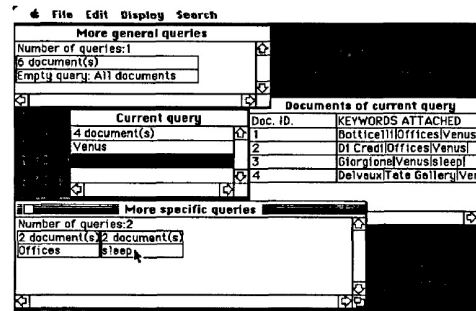 File Edit Display Search
More general queries
Number of queries:1
6 document(s)
Empty query: All documents
Current query
4 document(s)
Venus
Documents of current query
Doc. ID. KEYWORDS ATTACHED
1 Botticelli|Offices|Venus
2 Di Credi|Offices|Venus|
3 Giorgione|Venus|sleep|
4 Delvaux|Tate Gallery|Ven
More specific queries
Number of queries:2
2 document(s) 2 document(s)
Offices sleep